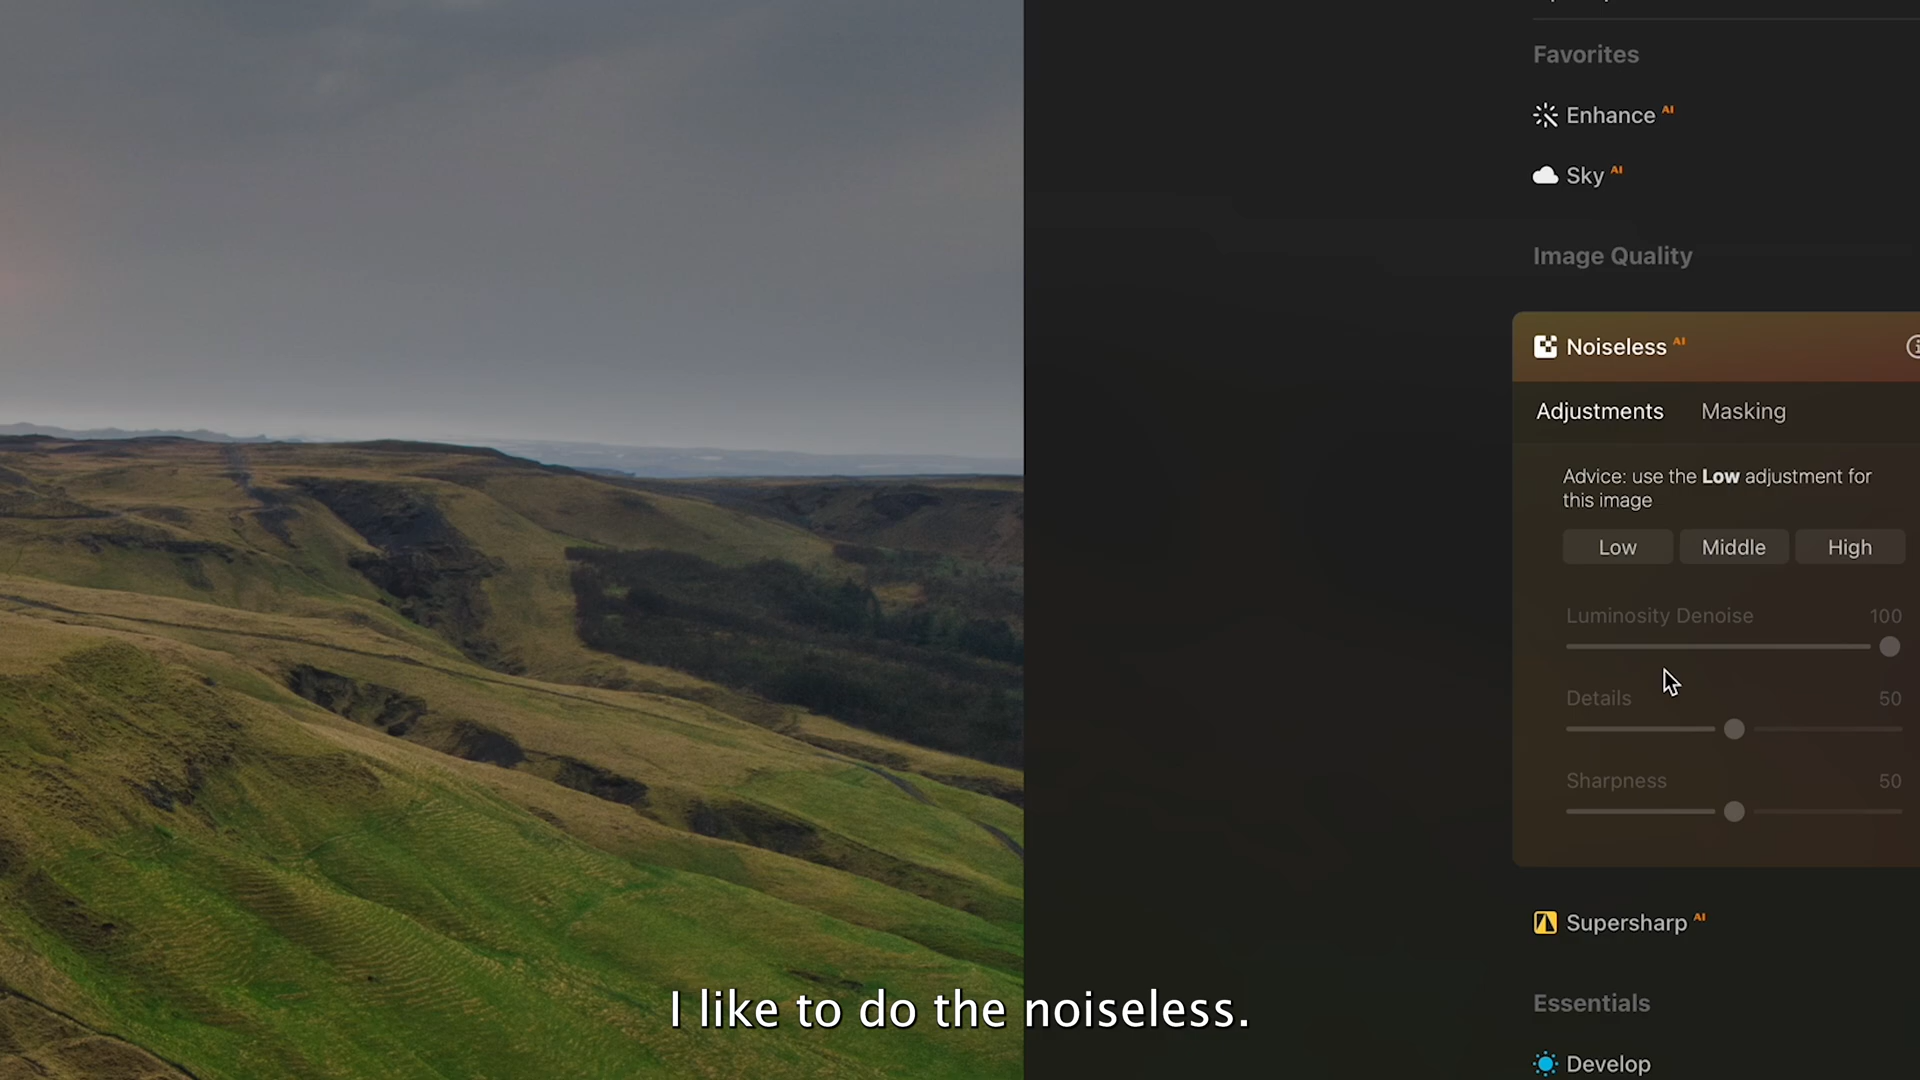 Favorites
Enhance AI
Sky AI
Image Quality
Noiseless AI
Adjustments Masking
Advice: use the Low adjustment for
this image
Low Middle High
Luminosity Denoise 100
Details 50
Sharpness 50
Supersharp AI
I like to do the noiseless.
Essentials
Develop